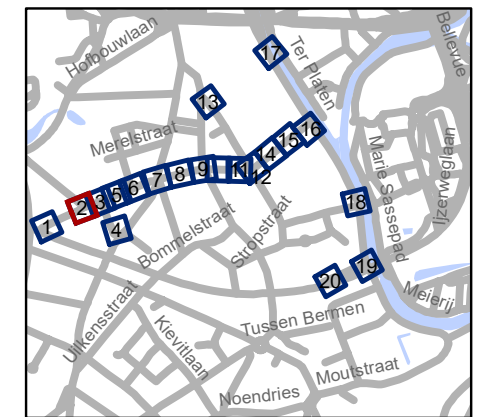 Hofbouwlaan
Ter Platen
Bellevue
17
13
Merelstraat
16
15
14
12
11
9
8
7
6
5
3
2
1
4
Marie Sassepad
Ijzerweglaan
18
Bommelstraat
Stropstraat
19
20
Meierij
Uilkensstraat
Kievitlaan
Tussen Bermen
Moutstraat
Noendries